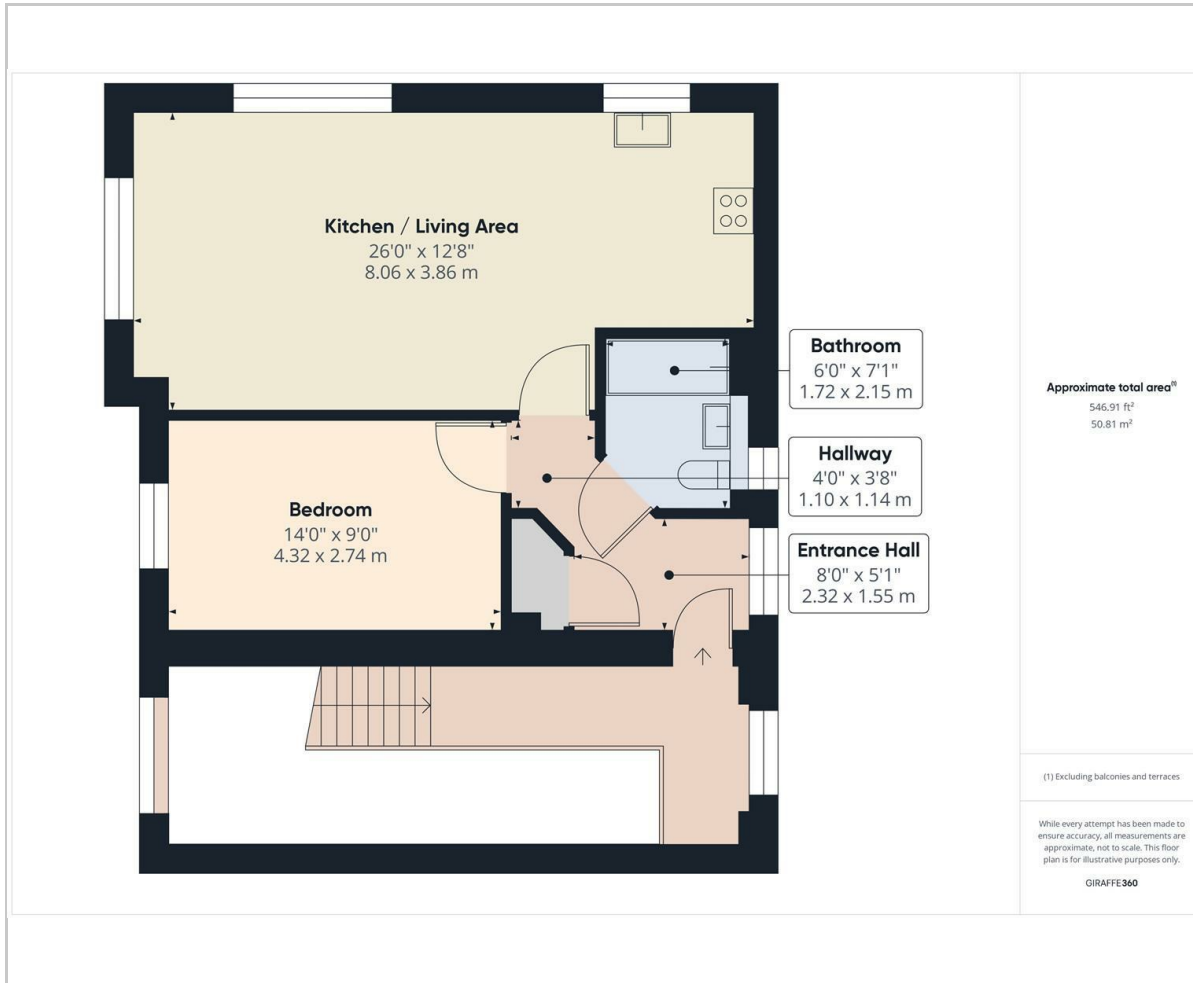 Kitchen / Living Area
26'0" x 12'8"
8.06 x 3.86 m
Bathroom
6'0" x 7'1"
1.72 x 2.15 m
Hallway
4'0" x 3'8"
1.10 x 1.14 m
Bedroom
14'0" x 9'0"
4.32 x 2.74 m
Entrance Hall
8'0" x 5'1"
2.32 x 1.55 m
Approximate total area(1)
546.91 ft²
50.81 m²
(1) Excluding balconies and terraces
While every attempt has been made to
ensure accuracy, all measurements are
approximate, not to scale. This floor
plan is for illustrative purposes only.
GIRAFFE360